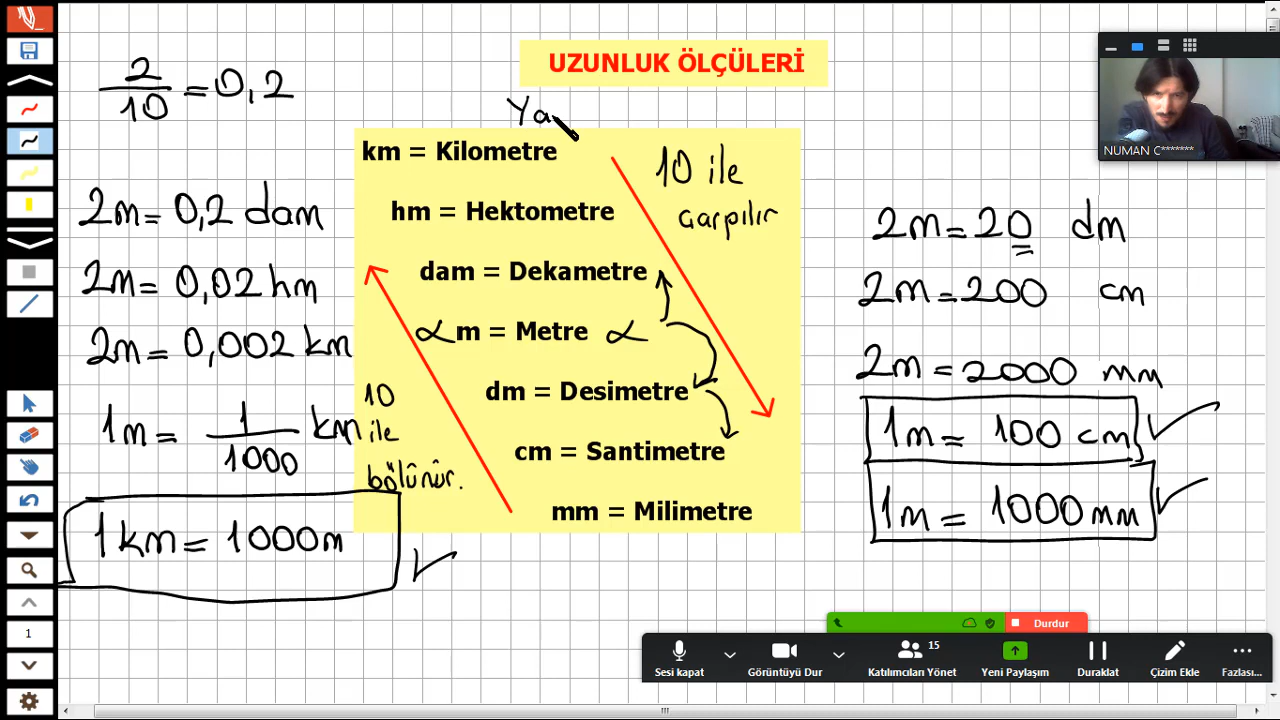 UZUNLUK ÖLÇÜLERİ
2/10 = 0,2
Ya
km = Kilometre
10 ile
çarpılır
hm = Hektometre
dam = Dekametre
αm = Metre α
dm = Desimetre
cm = Santimetre
mm = Milimetre
2m = 0,2 dam
2m = 0,02 hm
2m = 0,002 km
1m = 1/1000 km
10
ile
bölünür.
1 km = 1000m
2m = 20 dm
2m = 200 cm
2m = 2000 mm
1m = 100 cm
1m = 1000 mm
NUMAN C*******
1
Durdur
Sesi kapat
Görüntüyü Dur
15
Katılımcıları Yönet
Yeni Paylaşım
Duraklat
Çizim Ekle
Fazlası...